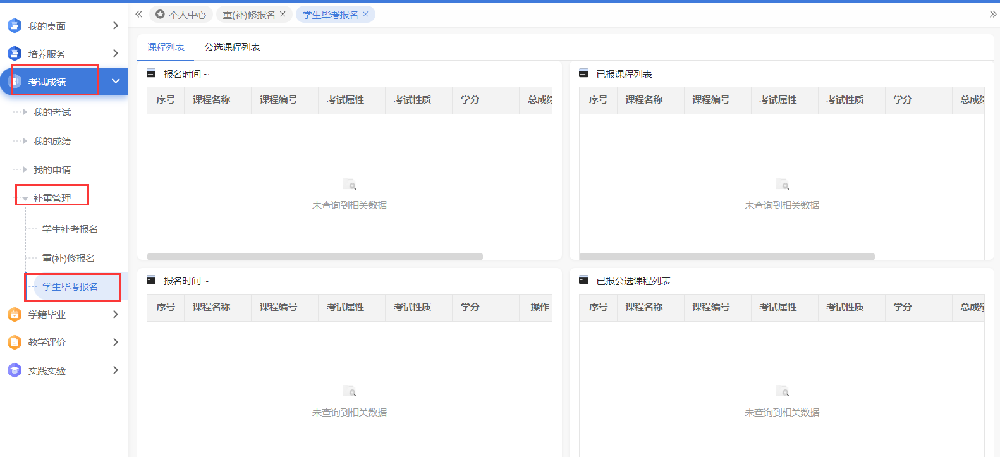 我的桌面
培养服务
考试成绩
我的考试
我的成绩
我的申请
补重管理
学生补考报名
重(补)修报名
学生毕考报名
学籍毕业
教学评价
实践实验
个人中心 重(补)修报名 × 学生毕考报名 ×
课程列表 公选课程列表
报名时间 ~
序号 课程名称 课程编号 考试属性 考试性质 学分 总成绩
未查询到相关数据
已报课程列表
序号 课程名称 课程编号 考试属性 考试性质 学分 总成绩
未查询到相关数据
报名时间 ~
序号 课程名称 课程编号 考试属性 考试性质 学分 操作
未查询到相关数据
已报公选课程列表
序号 课程名称 课程编号 考试属性 考试性质 学分 总成绩
未查询到相关数据